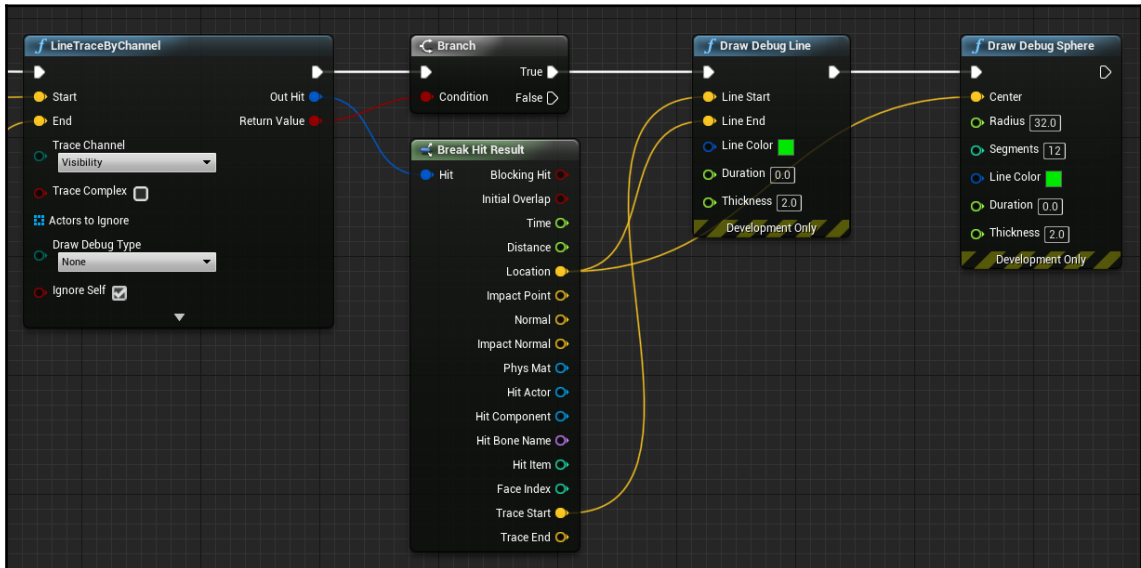 LineTraceByChannel
Start
Out Hit
End
Return Value
Trace Channel
Visibility
Trace Complex
Actors to Ignore
Draw Debug Type
None
Ignore Self
Branch
True
Condition
False
Break Hit Result
Hit
Blocking Hit
Initial Overlap
Time
Distance
Location
Impact Point
Normal
Impact Normal
Phys Mat
Hit Actor
Hit Component
Hit Bone Name
Hit Item
Face Index
Trace Start
Trace End
Draw Debug Line
Line Start
Line End
Line Color
Duration 0.0
Thickness 2.0
Development Only
Draw Debug Sphere
Center
Radius 32.0
Segments 12
Line Color
Duration 0.0
Thickness 2.0
Development Only